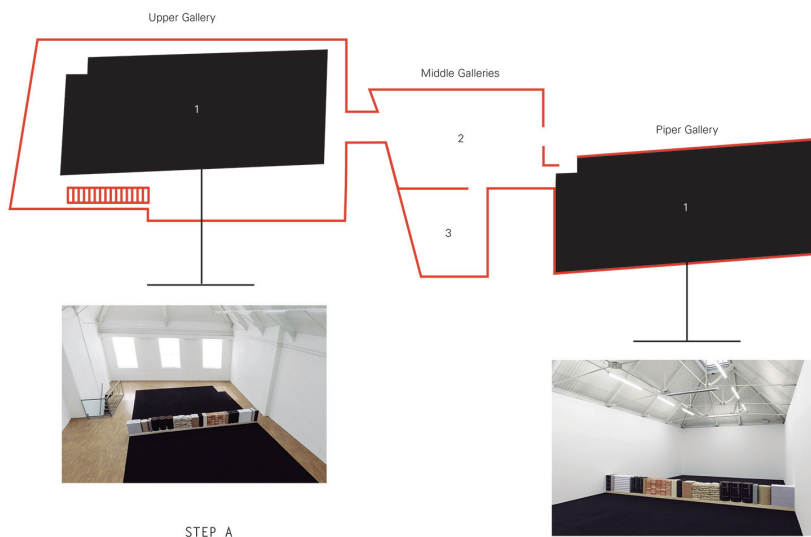 Upper Gallery
Middle Galleries
Piper Gallery
1
2
3
1
STEP A